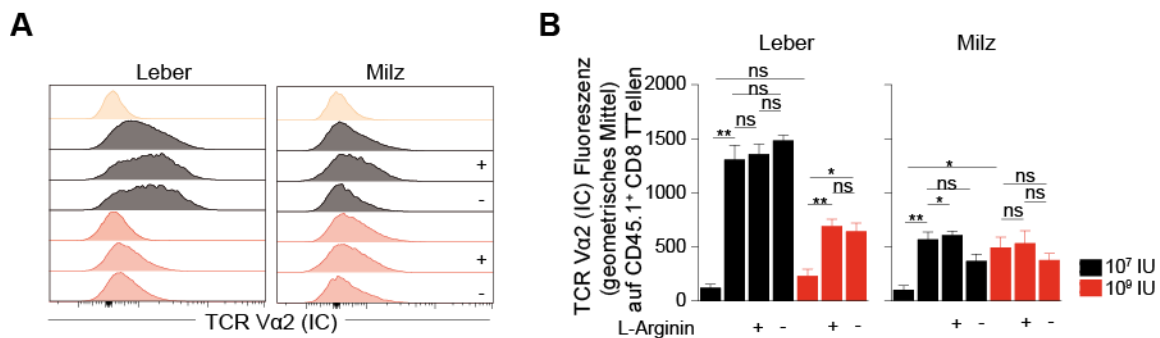 A
Leber
Milz
+
-
+
-
TCR Vα2 (IC)
B
Leber
Milz
TCR Vα2 (IC) Fluoreszenz
(geometrisches Mittel)
auf CD45.1⁺ CD8 TTellen
2000
1500
1000
500
0
ns
ns
ns
ns
**
*
ns
**
*
ns
ns
*
**
ns
ns
ns
L-Arginin
+ - + -
+ - + -
10⁷ IU
10⁹ IU